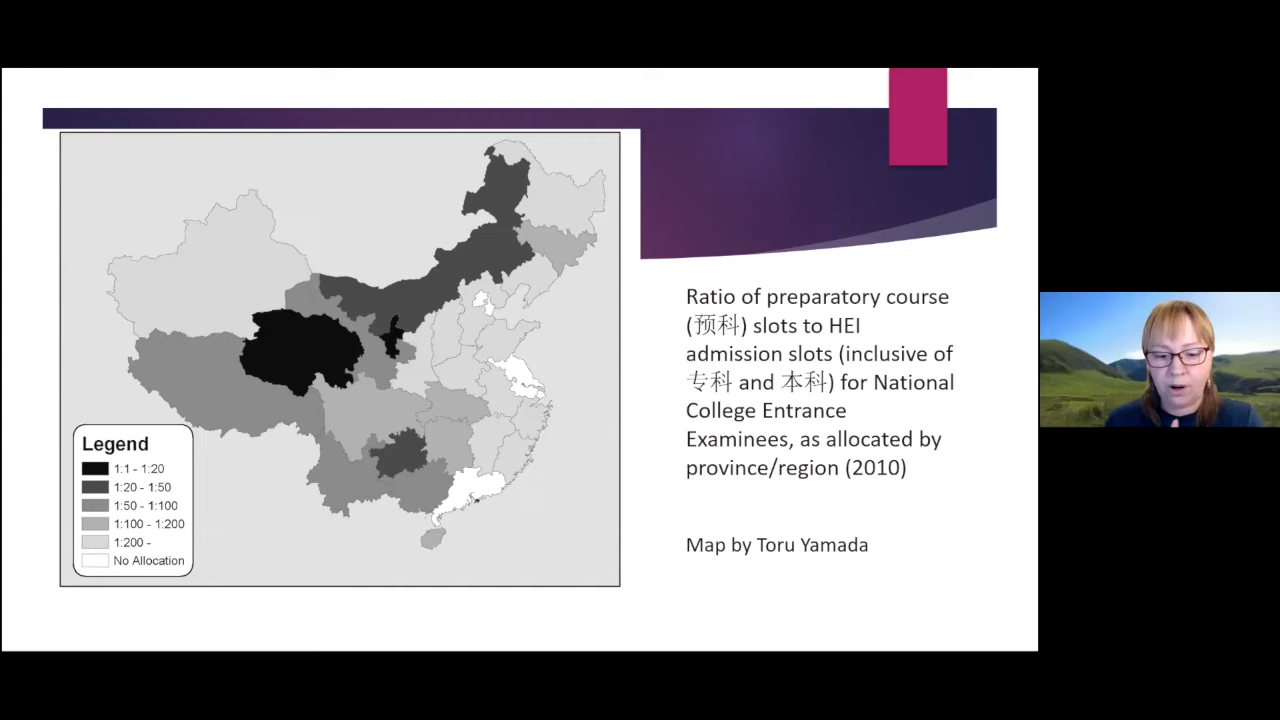 Legend
1:1 - 1:20
1:20 - 1:50
1:50 - 1:100
1:100 - 1:200
1:200 -
No Allocation
Ratio of preparatory course
(预科) slots to HEI
admission slots (inclusive of
专科 and 本科) for National
College Entrance
Examinees, as allocated by
province/region (2010)
Map by Toru Yamada